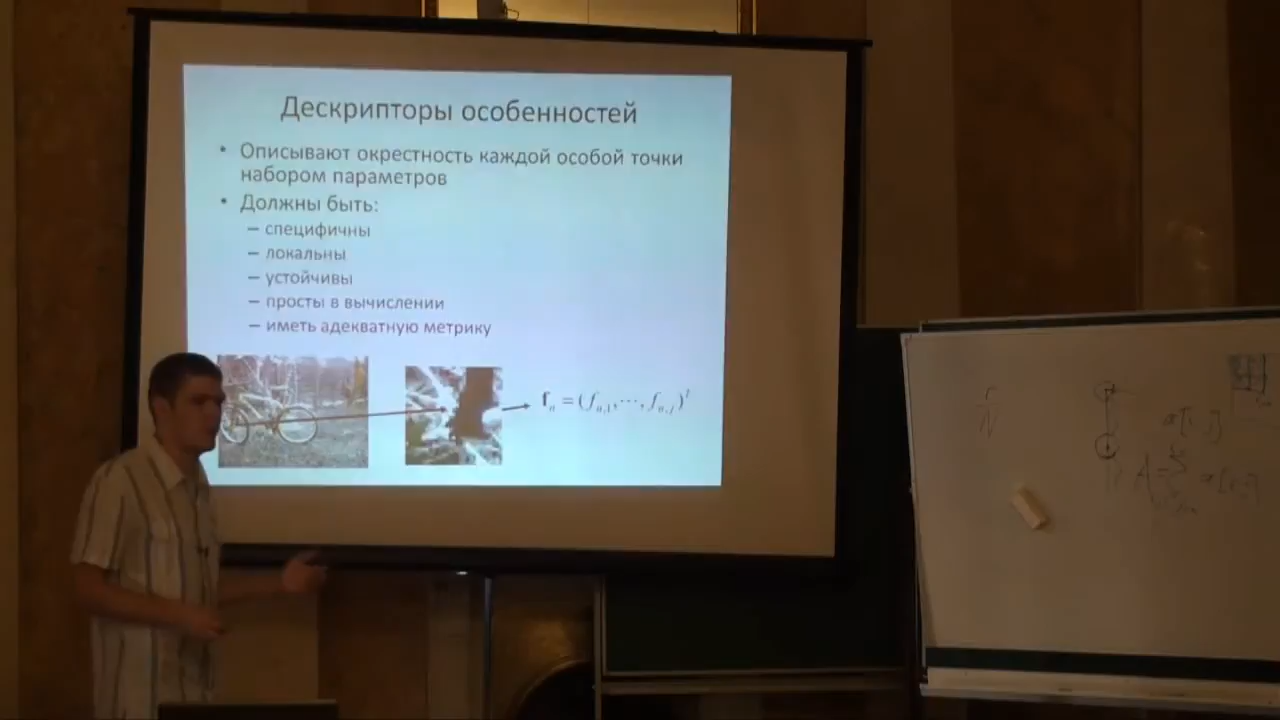 Дескрипторы особенностей
• Описывают окрестность каждой особой точки
набором параметров
• Должны быть:
– специфичны
– локальны
– устойчивы
– просты в вычислении
– иметь адекватную метрику